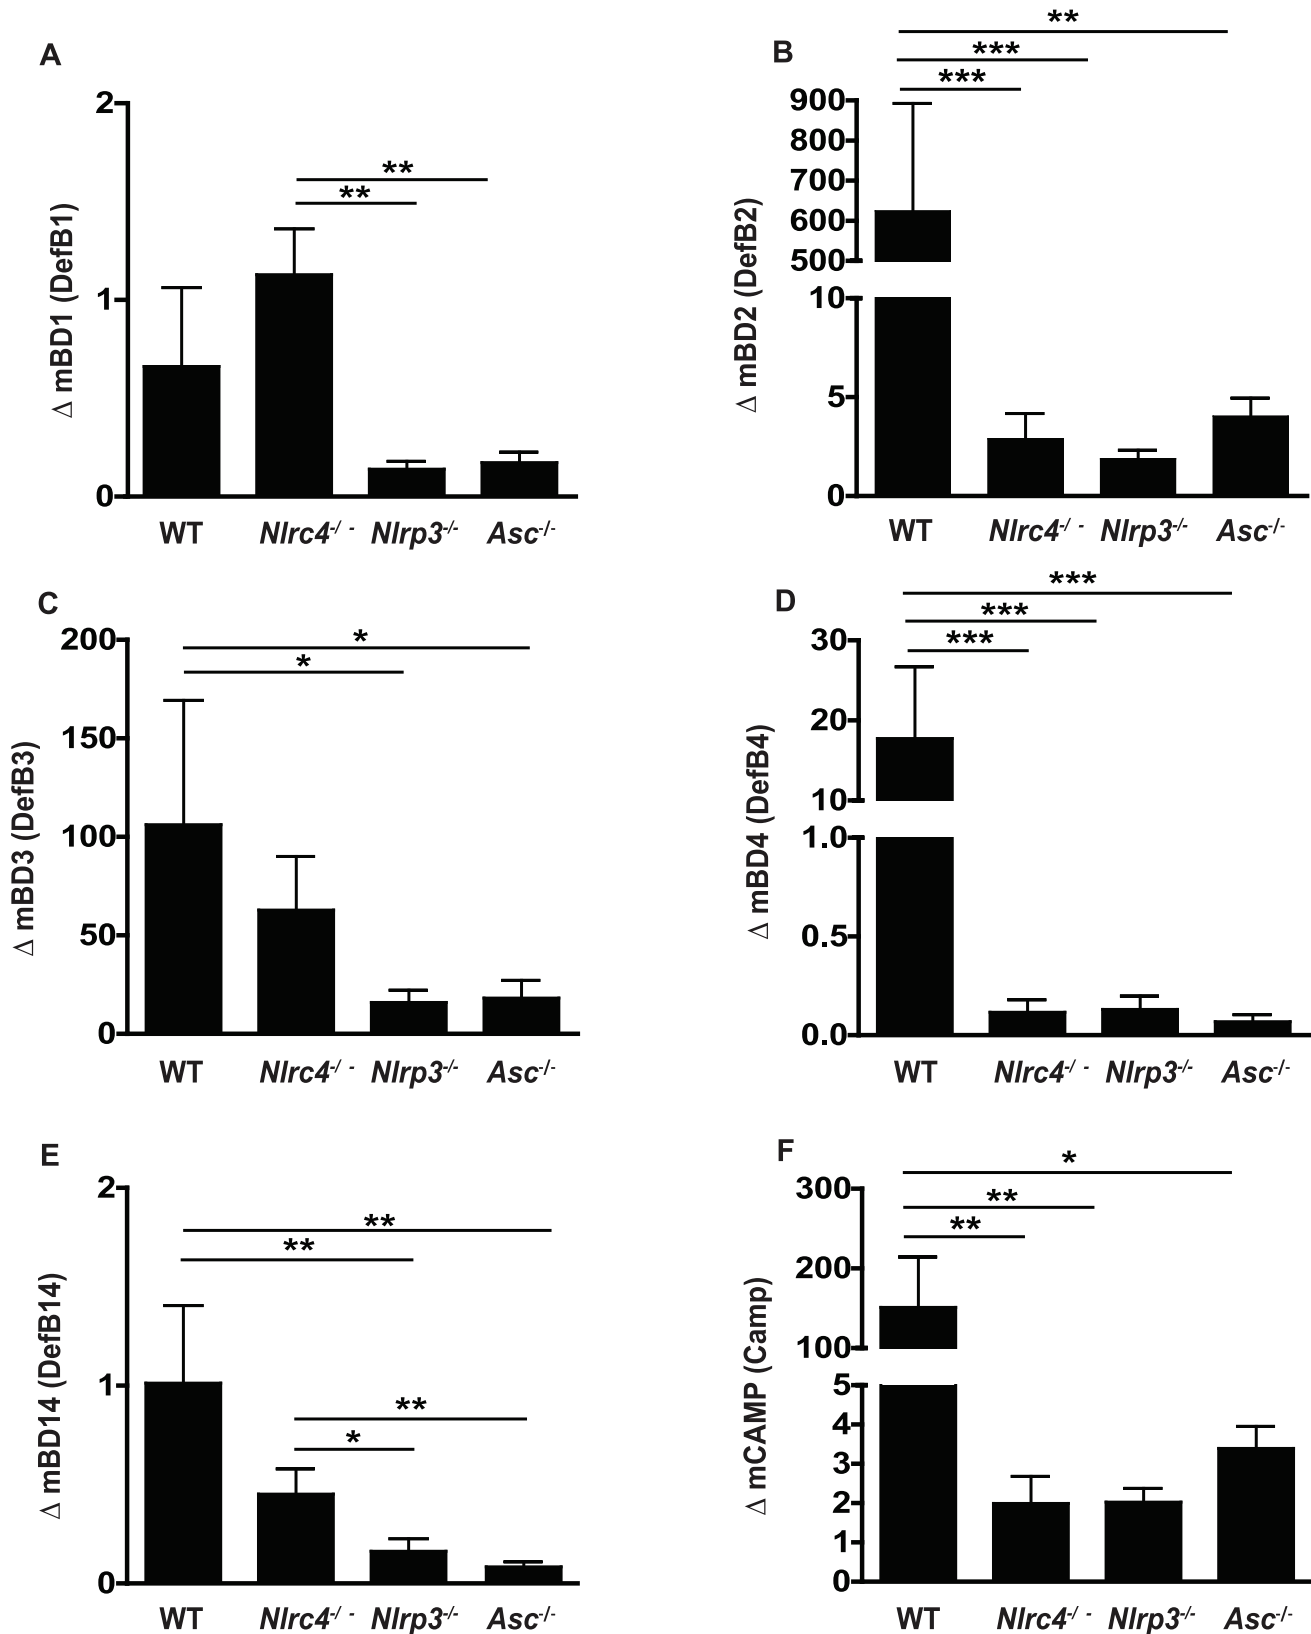 A
Δ mBD1 (DefB1)
2
1
0
**
**
WT Nlrc4-/- Nlrp3-/- Asc-/-
B
Δ mBD2 (DefB2)
900
800
700
600
500
10
5
0
**
***
***
WT Nlrc4-/- Nlrp3-/- Asc-/-
C
Δ mBD3 (DefB3)
200
150
100
50
0
*
*
WT Nlrc4-/- Nlrp3-/- Asc-/-
D
Δ mBD4 (DefB4)
30
20
10
1.0
0.5
0.0
***
***
***
WT Nlrc4-/- Nlrp3-/- Asc-/-
E
Δ mBD14 (DefB14)
2
1
0
**
**
**
*
WT Nlrc4-/- Nlrp3-/- Asc-/-
F
Δ mCAMP (Camp)
300
200
100
5
4
3
2
1
0
*
**
**
WT Nlrc4-/- Nlrp3-/- Asc-/-